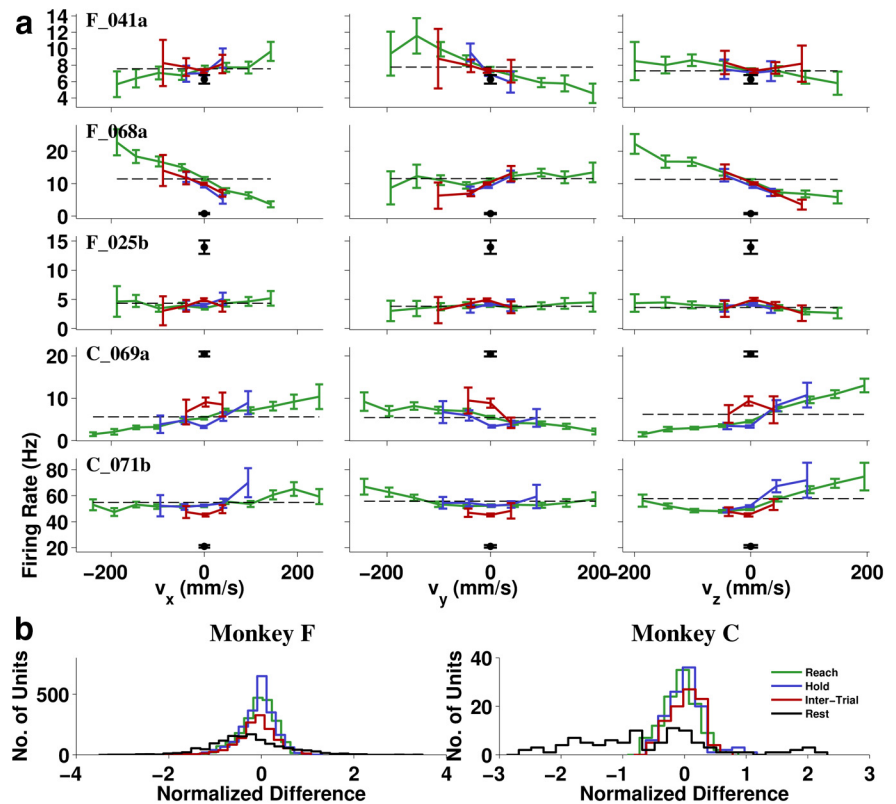 a
F_041a
14
12
10
8
6
4
F_068a
20
10
0
F_025b
15
10
5
0
C_069a
20
10
0
C_071b
80
60
40
20
Firing Rate (Hz)
−200 0 200
v_x (mm/s)
−200 0 200
v_y (mm/s)
−200 0 200
v_z (mm/s)
b
Monkey F
No. of Units
500
0
−4 −2 0 2 4
Normalized Difference
Monkey C
No. of Units
40
20
0
−3 −2 −1 0 1 2 3
Normalized Difference
Reach
Hold
Inter−Trial
Rest